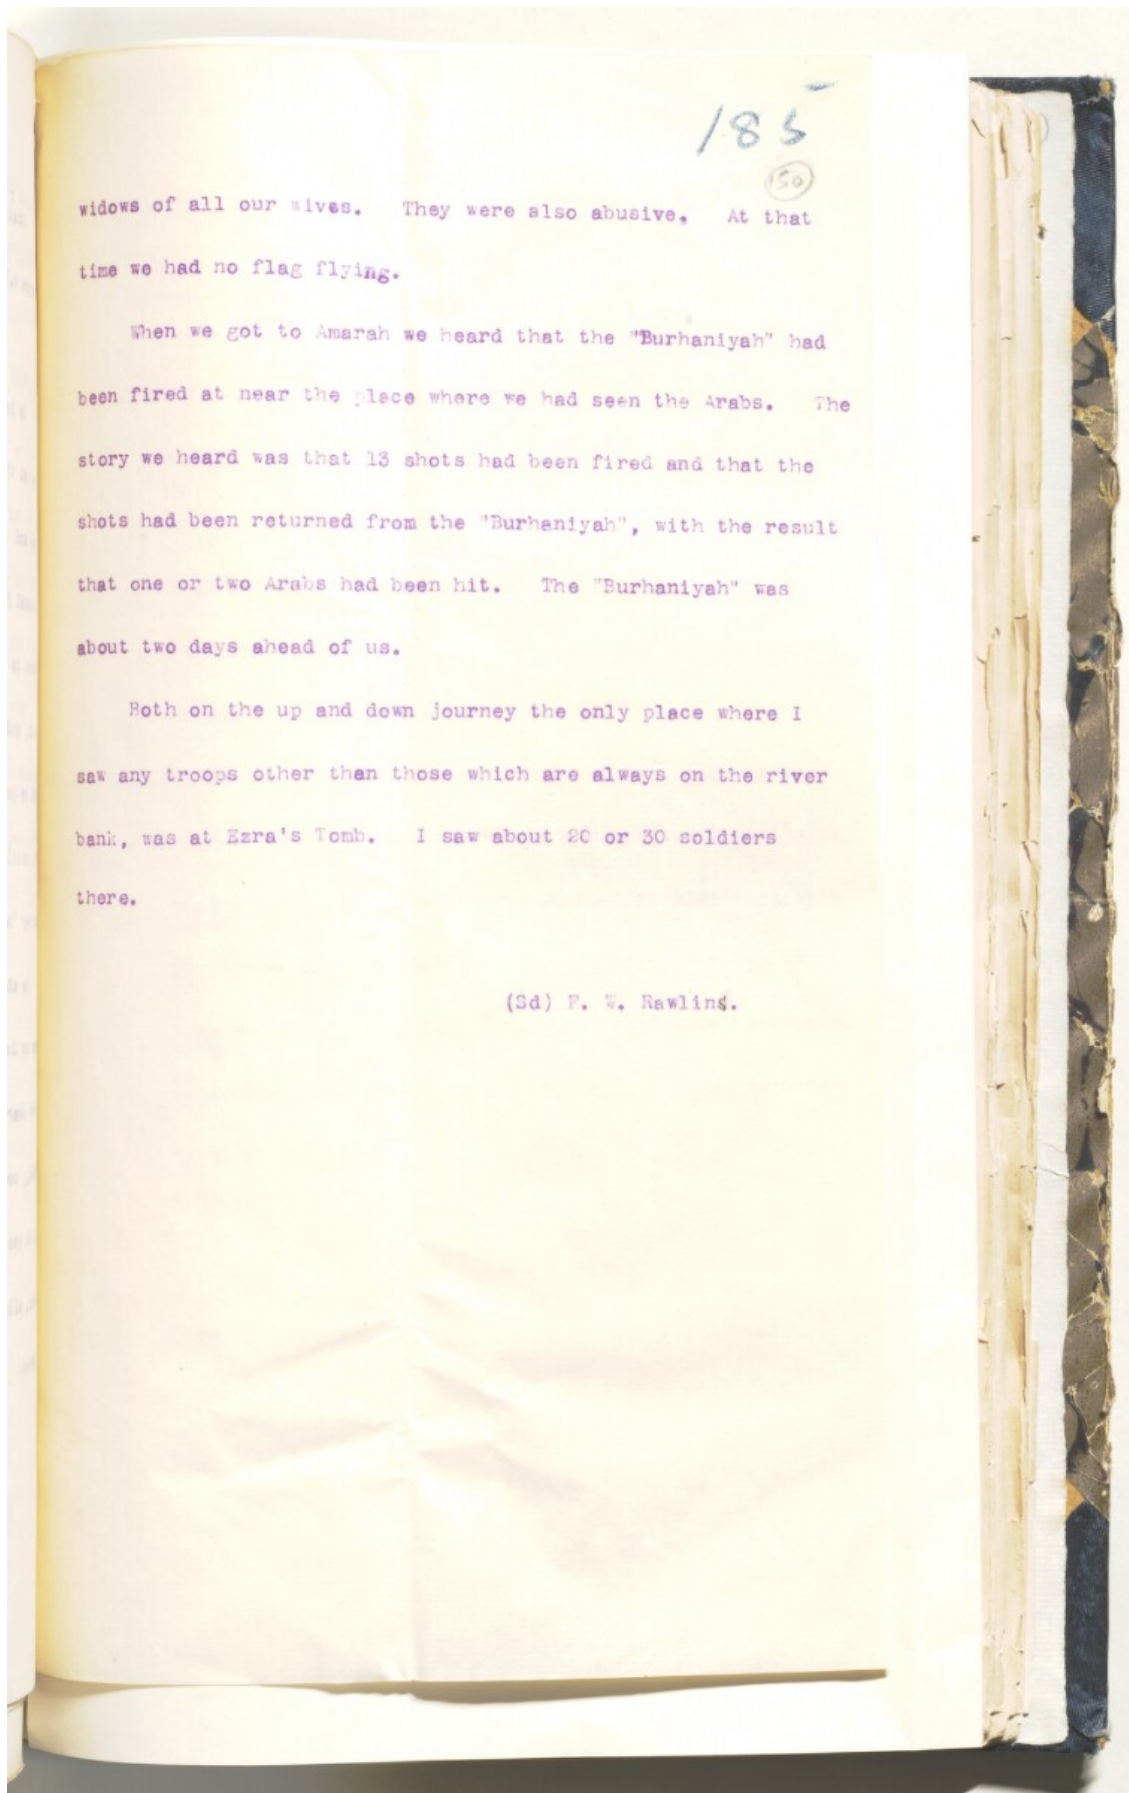 185
50
widows of all our wives. They were also abusive. At that
time we had no flag flying.
When we got to Amarah we heard that the "Burhaniyah" had
been fired at near the place where we had seen the Arabs. The
story we heard was that 13 shots had been fired and that the
shots had been returned from the "Burhaniyah", with the result
that one or two Arabs had been hit. The "Burhaniyah" was
about two days ahead of us.
Both on the up and down journey the only place where I
saw any troops other than those which are always on the river
bank, was at Ezra's Tomb. I saw about 20 or 30 soldiers
there.
(Sd) F. W. Rawling.